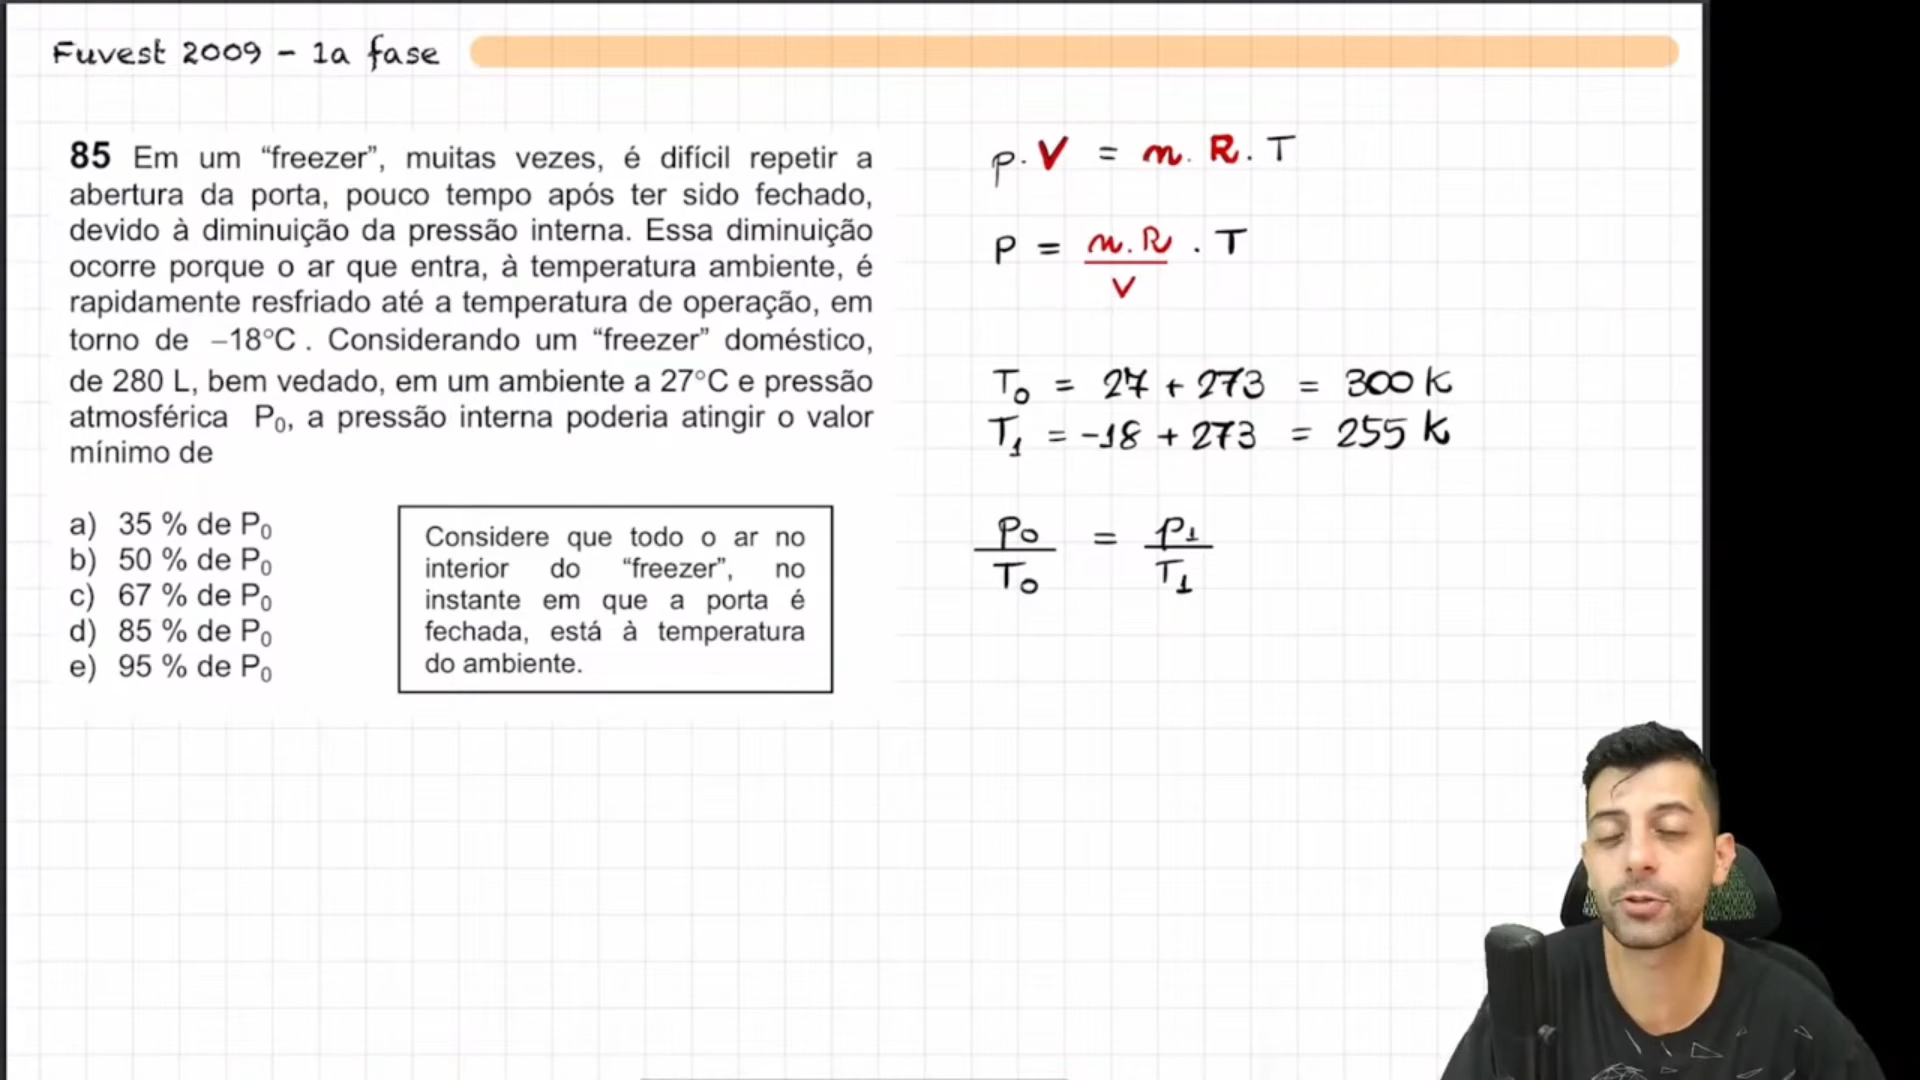 Fuvest 2009 - 1a fase
85 Em um “freezer”, muitas vezes, é difícil repetir a
abertura da porta, pouco tempo após ter sido fechado,
devido à diminuição da pressão interna. Essa diminuição
ocorre porque o ar que entra, à temperatura ambiente, é
rapidamente resfriado até a temperatura de operação, em
torno de −18°C . Considerando um “freezer” doméstico,
de 280 L, bem vedado, em um ambiente a 27°C e pressão
atmosférica P₀, a pressão interna poderia atingir o valor
mínimo de
a) 35 % de P₀
b) 50 % de P₀
c) 67 % de P₀
d) 85 % de P₀
e) 95 % de P₀
Considere que todo o ar no
interior do “freezer”, no
instante em que a porta é
fechada, está à temperatura
do ambiente.
p. V = n. R. T
P = n.R . T
V
T₀ = 27 + 273 = 300 K
T₁ = -18 + 273 = 255 K
p₀ = p₁
T₀ T₁